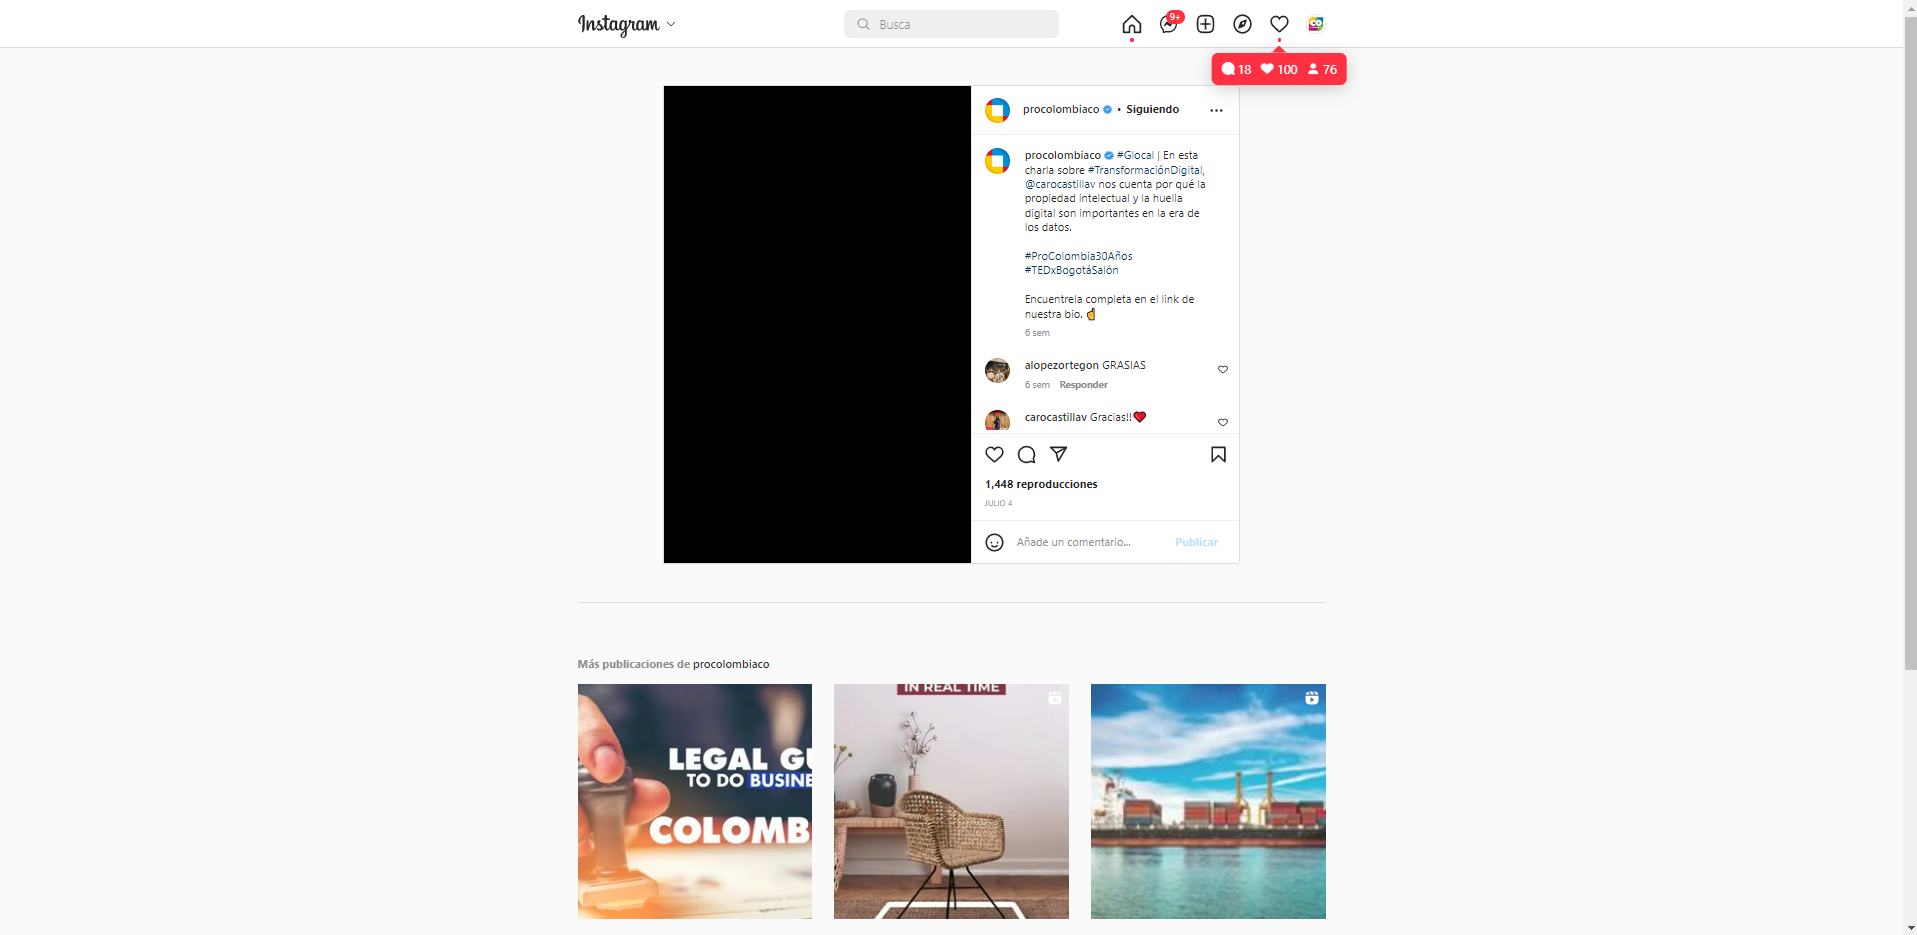 Instagram
Busca
9+
18 100 76
procolombiaco • Siguiendo
procolombiaco #Glocal | En esta
charla sobre #TransformaciónDigital,
@carocastillav nos cuenta por qué la
propiedad intelectual y la huella
digital son importantes en la era de
los datos.
#ProColombia30Años
#TEDxBogotáSalón
Encuentrela completa en el link de
nuestra bio. ☝
6 sem
alopezortegon GRASIAS
6 sem Responder
carocastillav Gracias!!❤
1,448 reproducciones
JULIO 4
Añade un comentario...
Publicar
Más publicaciones de procolombiaco
LEGAL GU
TO DO BUSINE
COLOMB
IN REAL TIME